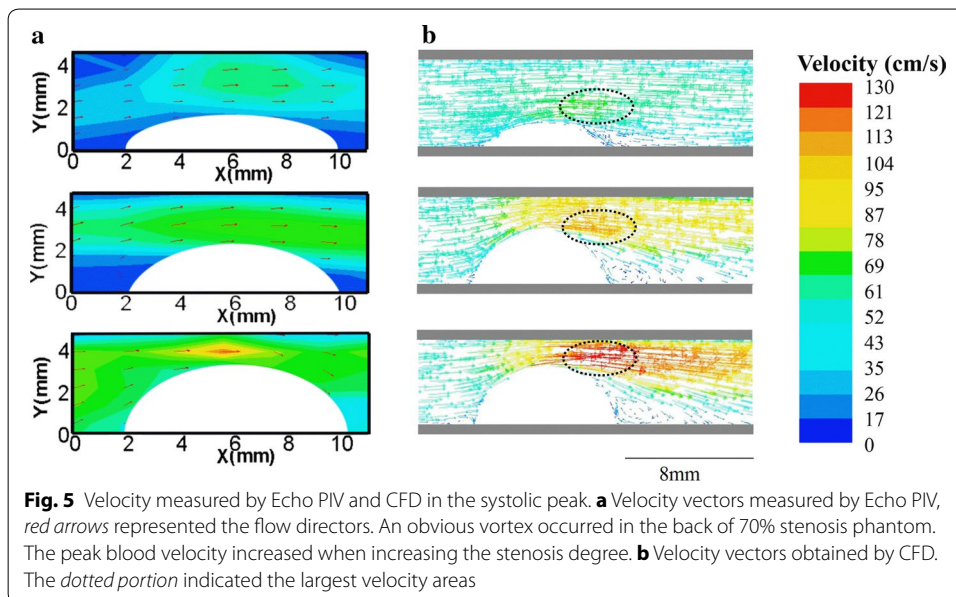 a
b
Y(mm)
4
2
0
0 2 4 6 8 10
X(mm)
Y(mm)
4
2
0
0 2 4 6 8 10
X(mm)
Y(mm)
4
2
0
0 2 4 6 8 10
X(mm)
8mm
Velocity (cm/s)
130
121
113
104
95
87
78
69
61
52
43
35
26
17
0
Fig. 5 Velocity measured by Echo PIV and CFD in the systolic peak. a Velocity vectors measured by Echo PIV,
red arrows represented the flow directors. An obvious vortex occurred in the back of 70% stenosis phantom.
The peak blood velocity increased when increasing the stenosis degree. b Velocity vectors obtained by CFD.
The dotted portion indicated the largest velocity areas